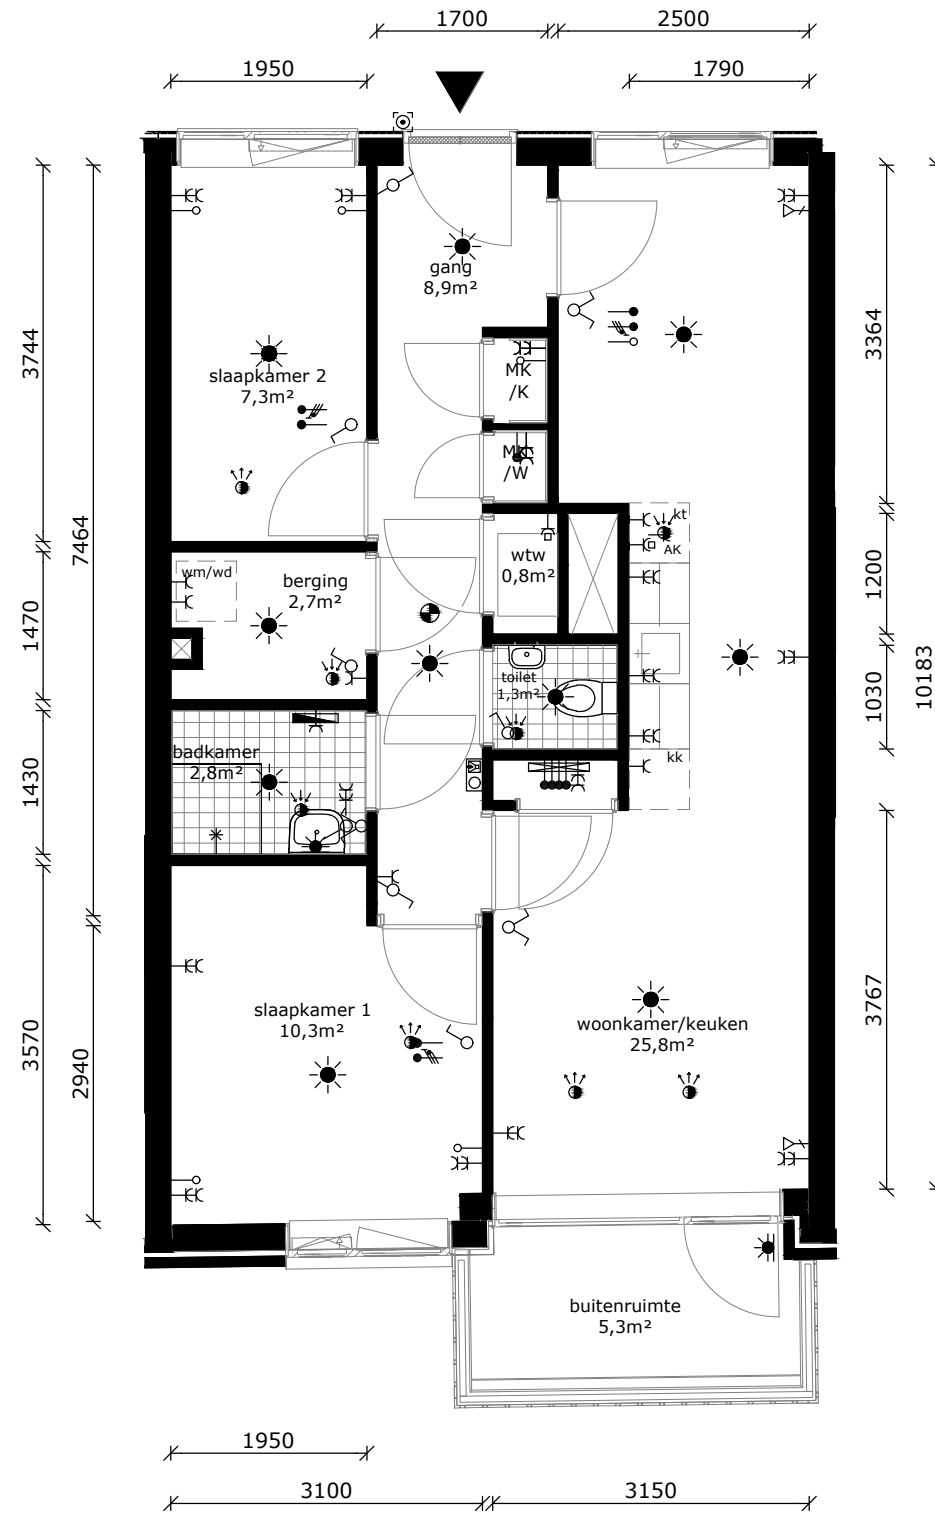 1700
2500
1950
1790
gang
8,9m²
3744
3364
slaapkamer 2
7,3m²
MK
/K
MK
/W
7464
kt
AK
wtw
0,8m²
1200
wm/wd
berging
2,7m²
1470
toilet
1,3m²
1030
10183
badkamer
2,8m²
1430
kk
slaapkamer 1
10,3m²
woonkamer/keuken
25,8m²
3767
3570
2940
buitenruimte
5,3m²
1950
3100
3150